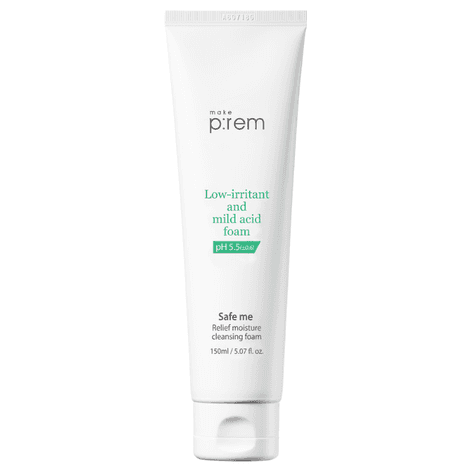 make
p:rem
Low-irritant
and
mild acid
foam
pH 5.5(±0.6)
Safe me
Relief moisture
cleansing foam
150ml / 5.07 fl. oz.